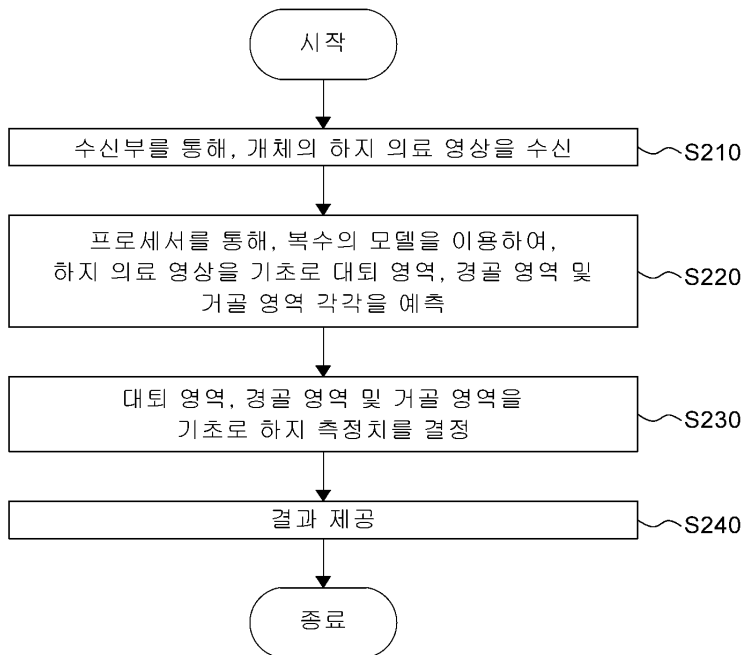 시작
수신부를 통해, 개체의 하지 의료 영상을 수신
S210
프로세서를 통해, 복수의 모델을 이용하여,
하지 의료 영상을 기초로 대퇴 영역, 경골 영역 및
거골 영역 각각을 예측
S220
대퇴 영역, 경골 영역 및 거골 영역을
기초로 하지 측정치를 결정
S230
결과 제공
S240
종료